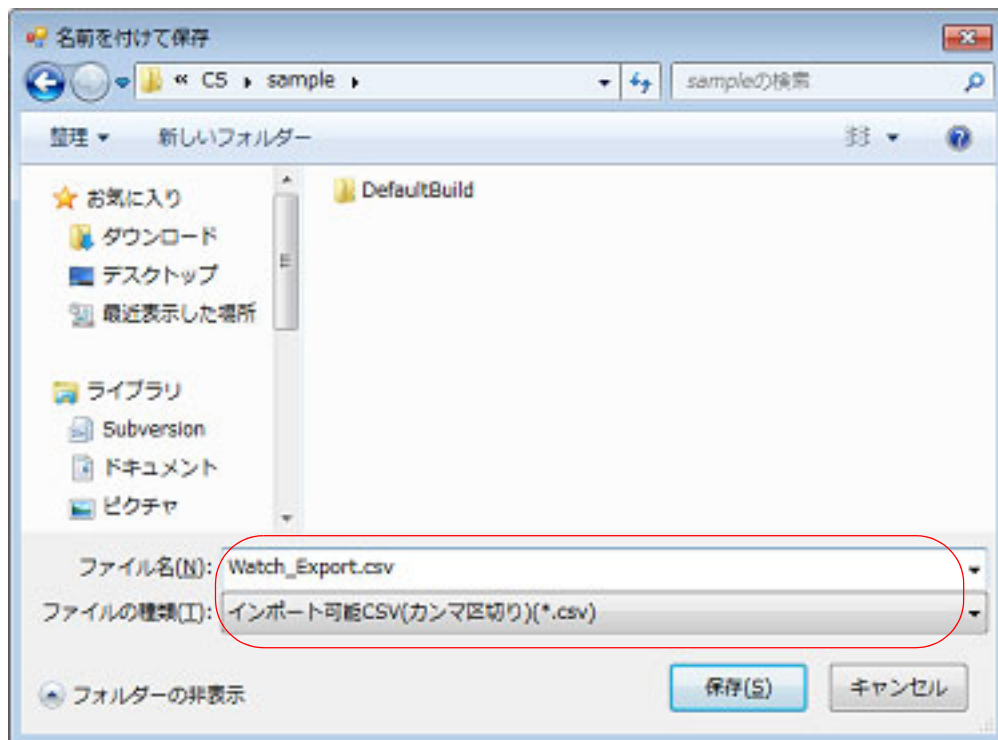 名前を付けて保存
« CS ▸ sample ▸
sampleの検索
整理 ▼ 新しいフォルダー
お気に入り
ダウンロード
デスクトップ
最近表示した場所
ライブラリ
Subversion
ドキュメント
ピクチャ
DefaultBuild
ファイル名(N): Watch_Export.csv
ファイルの種類(T): インポート可能CSV(カンマ区切り)(*.csv)
フォルダーの非表示
保存(S)
キャンセル